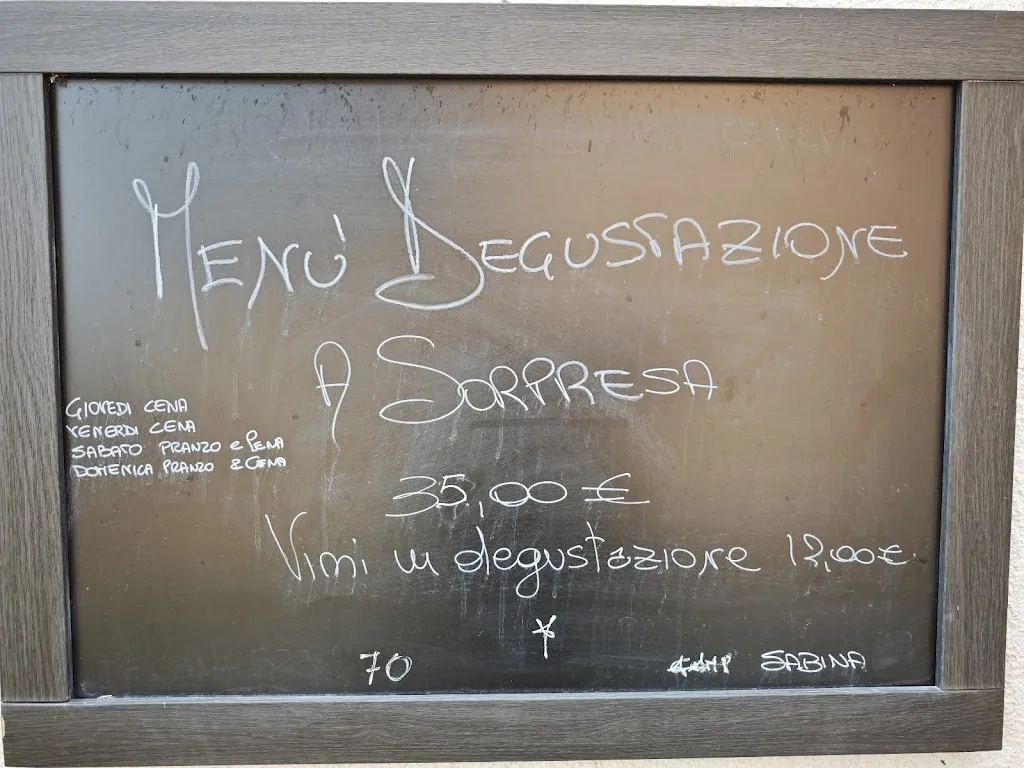 Menù Degustazione
A Sorpresa
GIOVEDI CENA
VENERDI CENA
SABATO PRANZO e CENA
DOMENICA PRANZO & CENA
35,00 €
Vini in degustazione 12,00€
70
SABINA